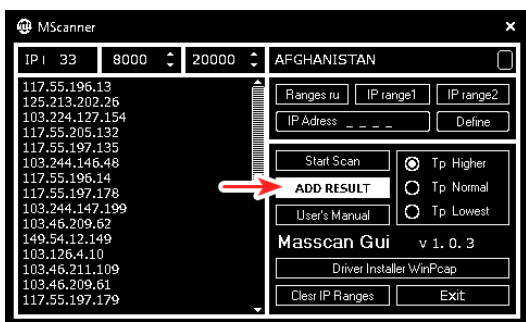 MScanner
×
IP | 33 8000 20000 AFGHANISTAN
117.55.196.13
125.213.202.26
103.224.127.154
117.55.205.132
117.55.197.135
103.244.146.48
117.55.196.14
117.55.197.178
103.244.147.199
103.46.209.62
149.54.12.149
103.126.4.10
103.46.211.109
103.46.209.61
117.55.197.179
Ranges ru IP range1 IP range2
IP Adress _ _ _ _ Define
Start Scan
ADD RESULT
User's Manual
Tp Higher
Tp Normal
Tp Lowest
Masscan Gui v 1. 0. 3
Driver Installer WinPcap
Clesr IP Ranges Exit